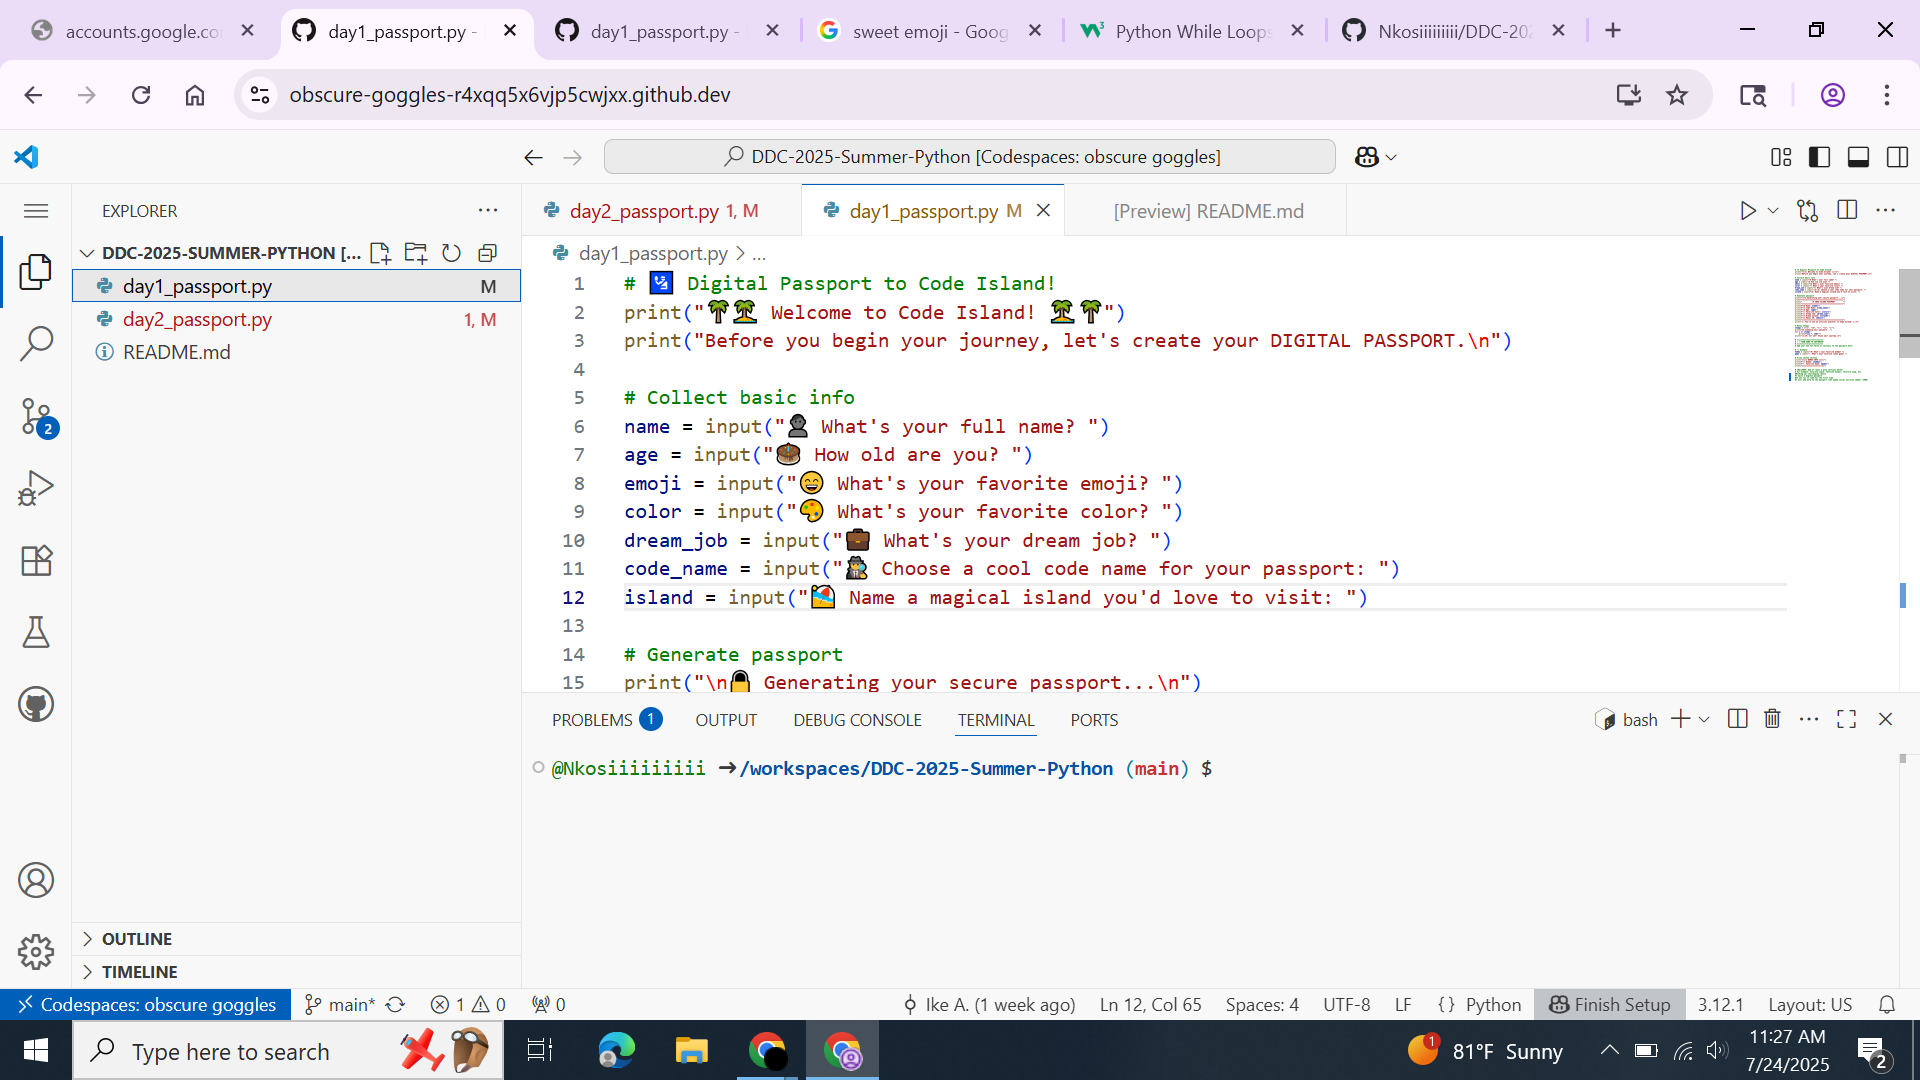 accounts.google.co
day1_passport.py -
day1_passport.py -
sweet emoji - Goog
Python While Loops
Nkosiiiiiiiii/DDC-202
obscure-goggles-r4xqq5x6vjp5cwjxx.github.dev
DDC-2025-Summer-Python [Codespaces: obscure goggles]
EXPLORER
day2_passport.py 1, M
day1_passport.py M
[Preview] README.md
DDC-2025-SUMMER-PYTHON [...
day1_passport.py > ...
day1_passport.py M
day2_passport.py 1, M
README.md
1 # 🛂 Digital Passport to Code Island!
2 print("🌴🏝️ Welcome to Code Island! 🏝️🌴")
3 print("Before you begin your journey, let's create your DIGITAL PASSPORT.\n")
4
5 # Collect basic info
6 name = input("👤 What's your full name? ")
7 age = input("🎂 How old are you? ")
8 emoji = input("😄 What's your favorite emoji? ")
9 color = input("🎨 What's your favorite color? ")
10 dream_job = input("💼 What's your dream job? ")
11 code_name = input("🕵️ Choose a cool code name for your passport: ")
12 island = input("🏖️ Name a magical island you'd love to visit: ")
13
14 # Generate passport
15 print("\n🔒 Generating your secure passport...\n")
2
PROBLEMS 1
OUTPUT
DEBUG CONSOLE
TERMINAL
PORTS
bash
@Nkosiiiiiiiiii ➜/workspaces/DDC-2025-Summer-Python (main) $
OUTLINE
TIMELINE
Codespaces: obscure goggles
main*
1 0
0
Ike A. (1 week ago)
Ln 12, Col 65
Spaces: 4
UTF-8
LF
{ } Python
Finish Setup
3.12.1
Layout: US
Type here to search
1
81°F Sunny
11:27 AM
7/24/2025
2